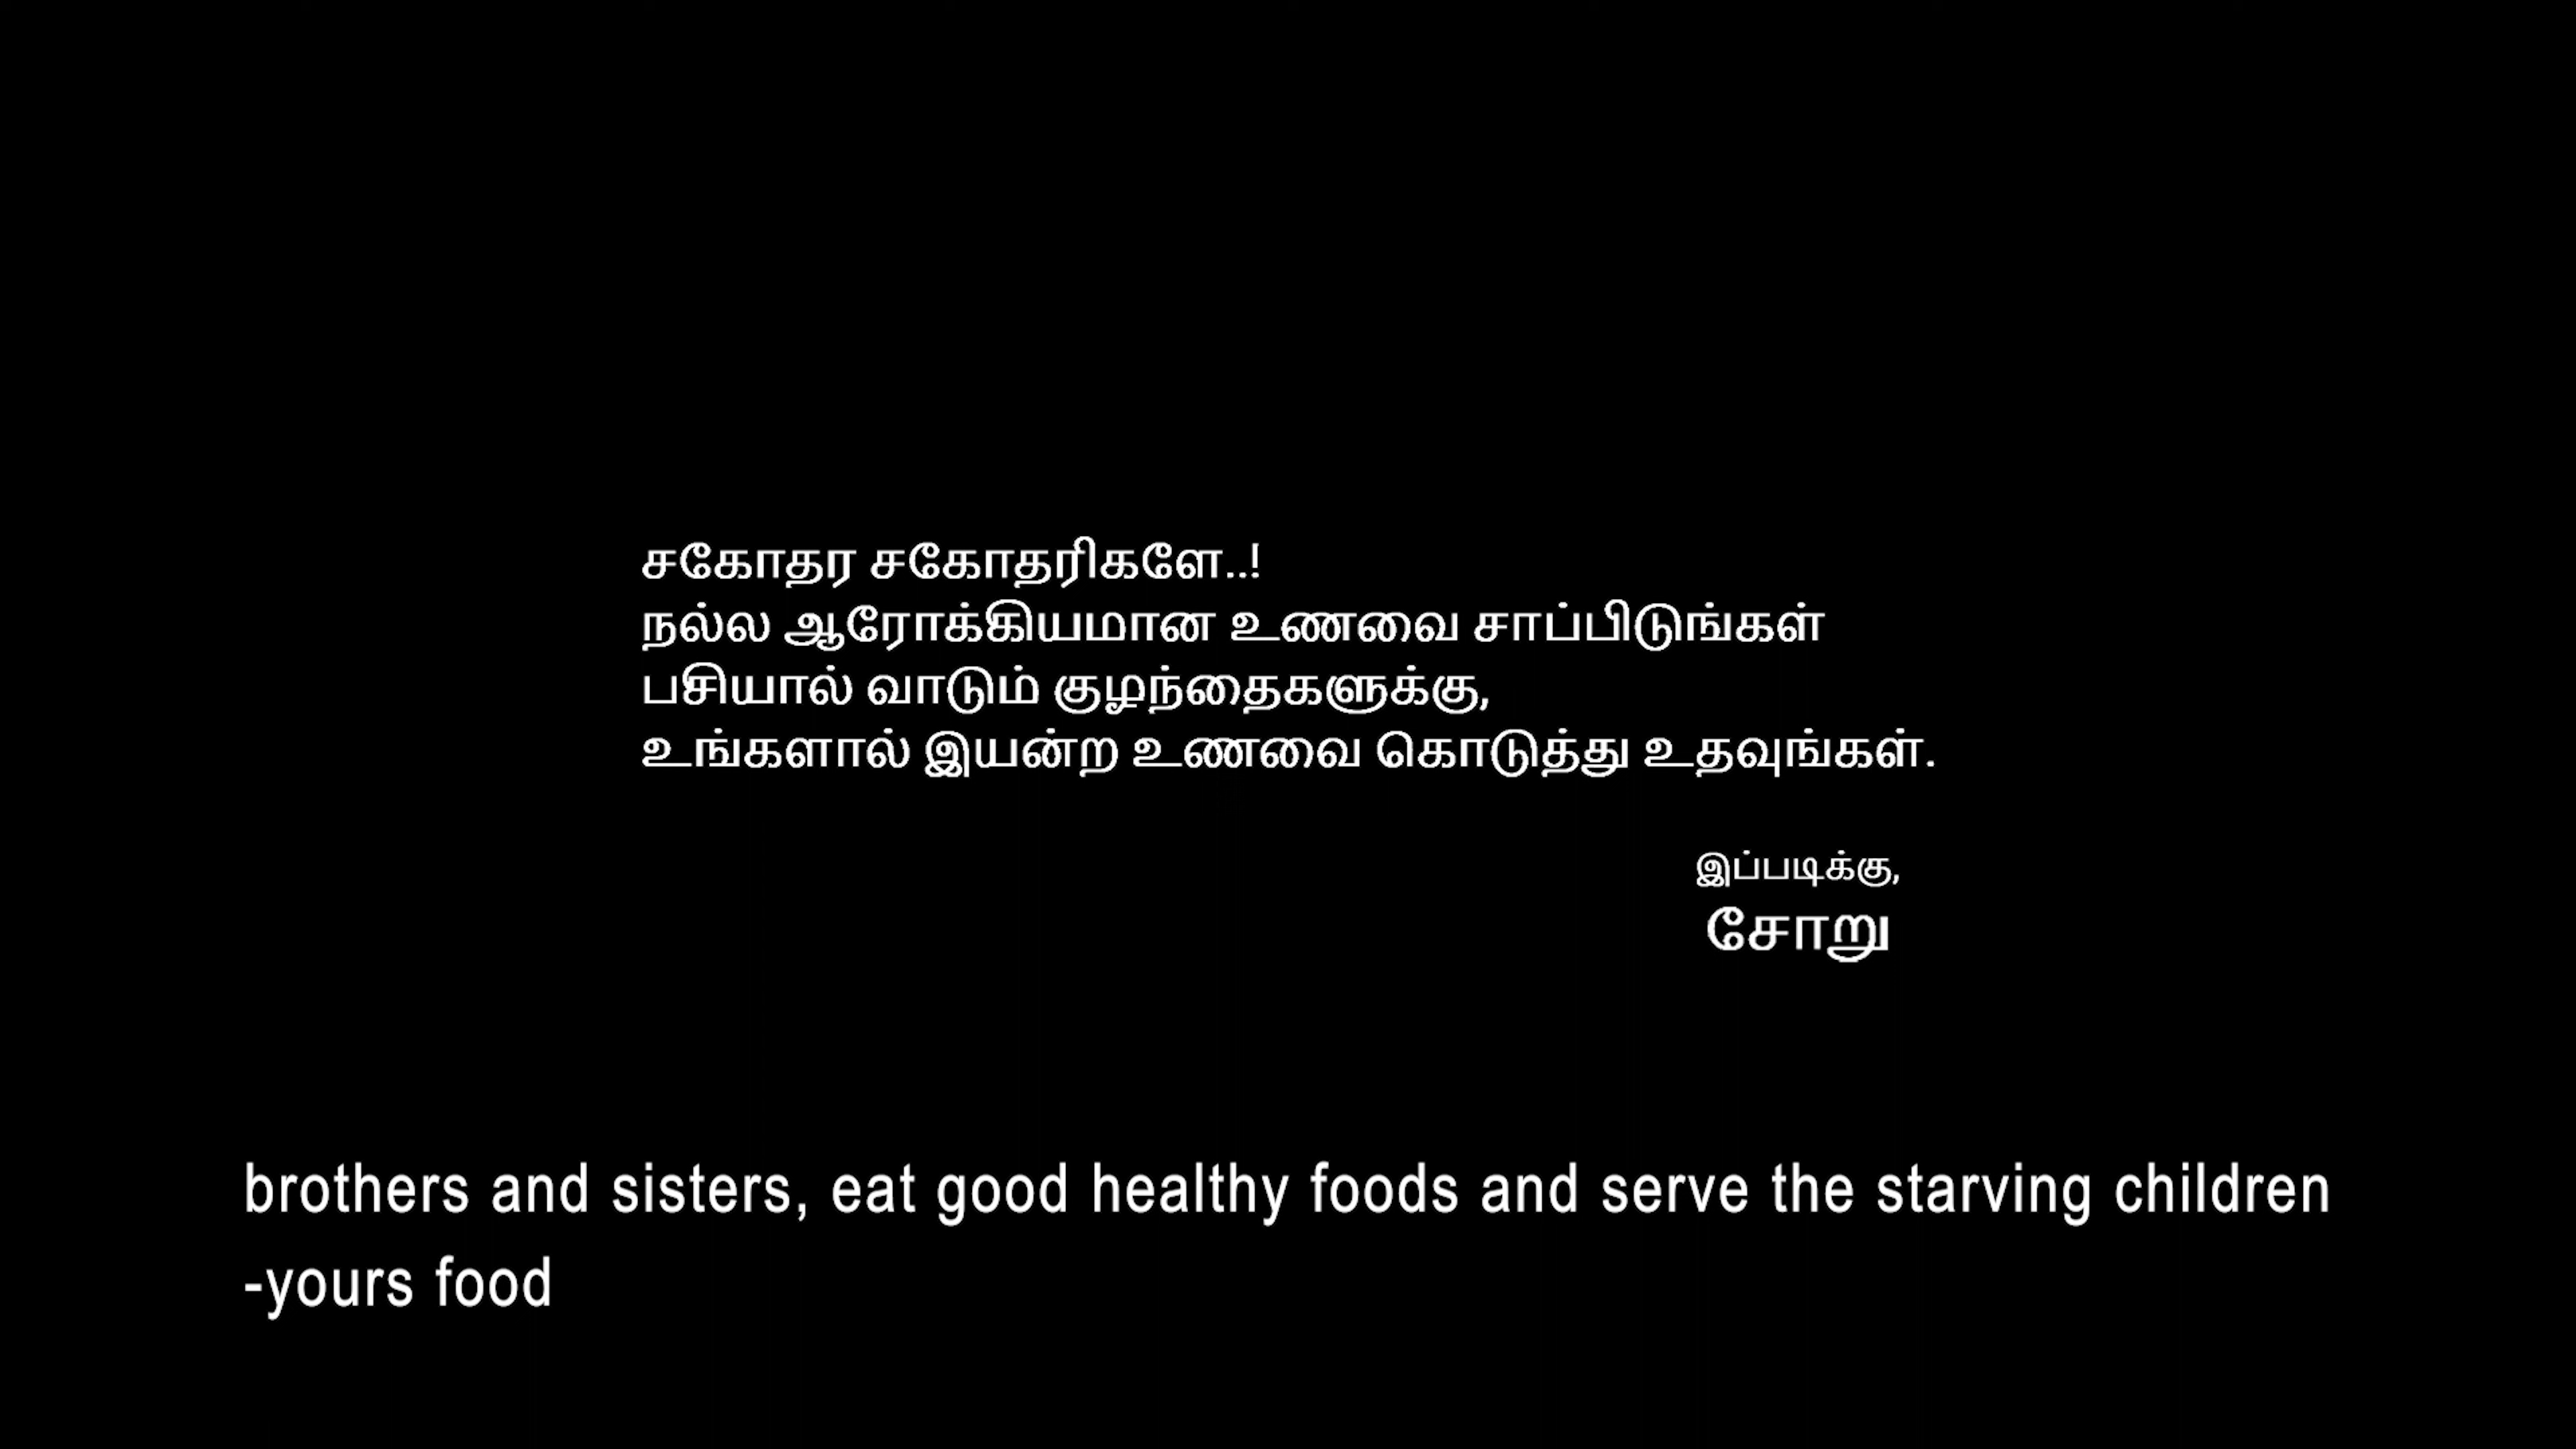 சகோதர சகோதரிகளே..!
நல்ல ஆரோக்கியமான உணவை சாப்பிடுங்கள்
பசியால் வாடும் குழந்தைகளுக்கு,
உங்களால் இயன்ற உணவை கொடுத்து உதவுங்கள்.
இப்படிக்கு,
சோறு
brothers and sisters, eat good healthy foods and serve the starving children
-yours food